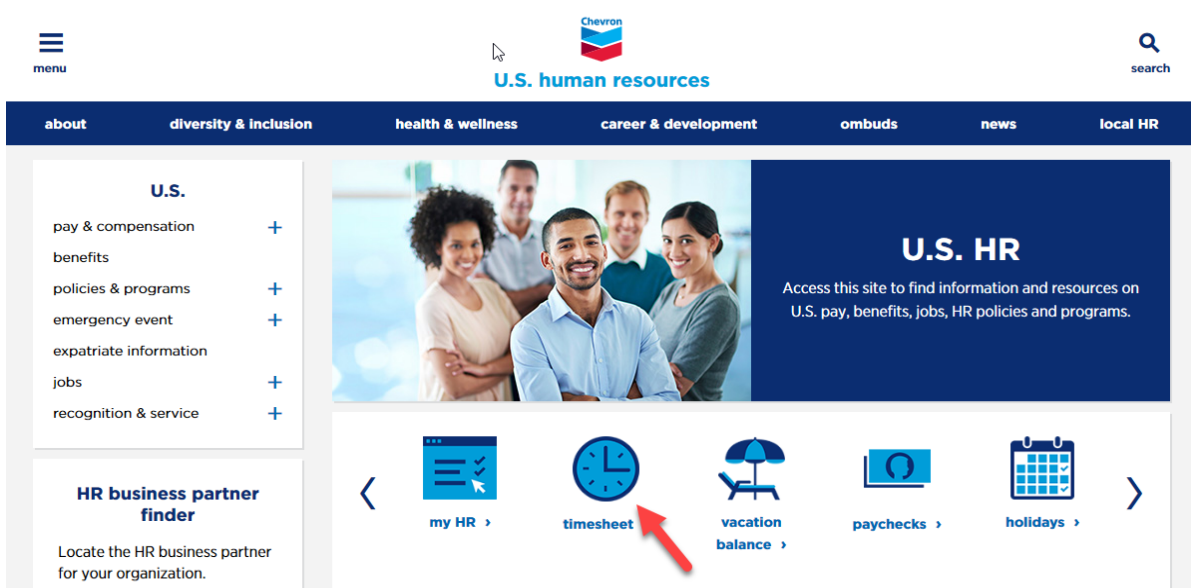 Chevron
menu
search
U.S. human resources
about diversity & inclusion health & wellness career & development ombuds news local HR
U.S.
pay & compensation +
benefits
policies & programs +
emergency event +
expatriate information
jobs +
recognition & service +
HR business partner
finder
Locate the HR business partner
for your organization.
U.S. HR
Access this site to find information and resources on
U.S. pay, benefits, jobs, HR policies and programs.
my HR ›
timesheet
vacation
balance ›
paychecks ›
holidays ›